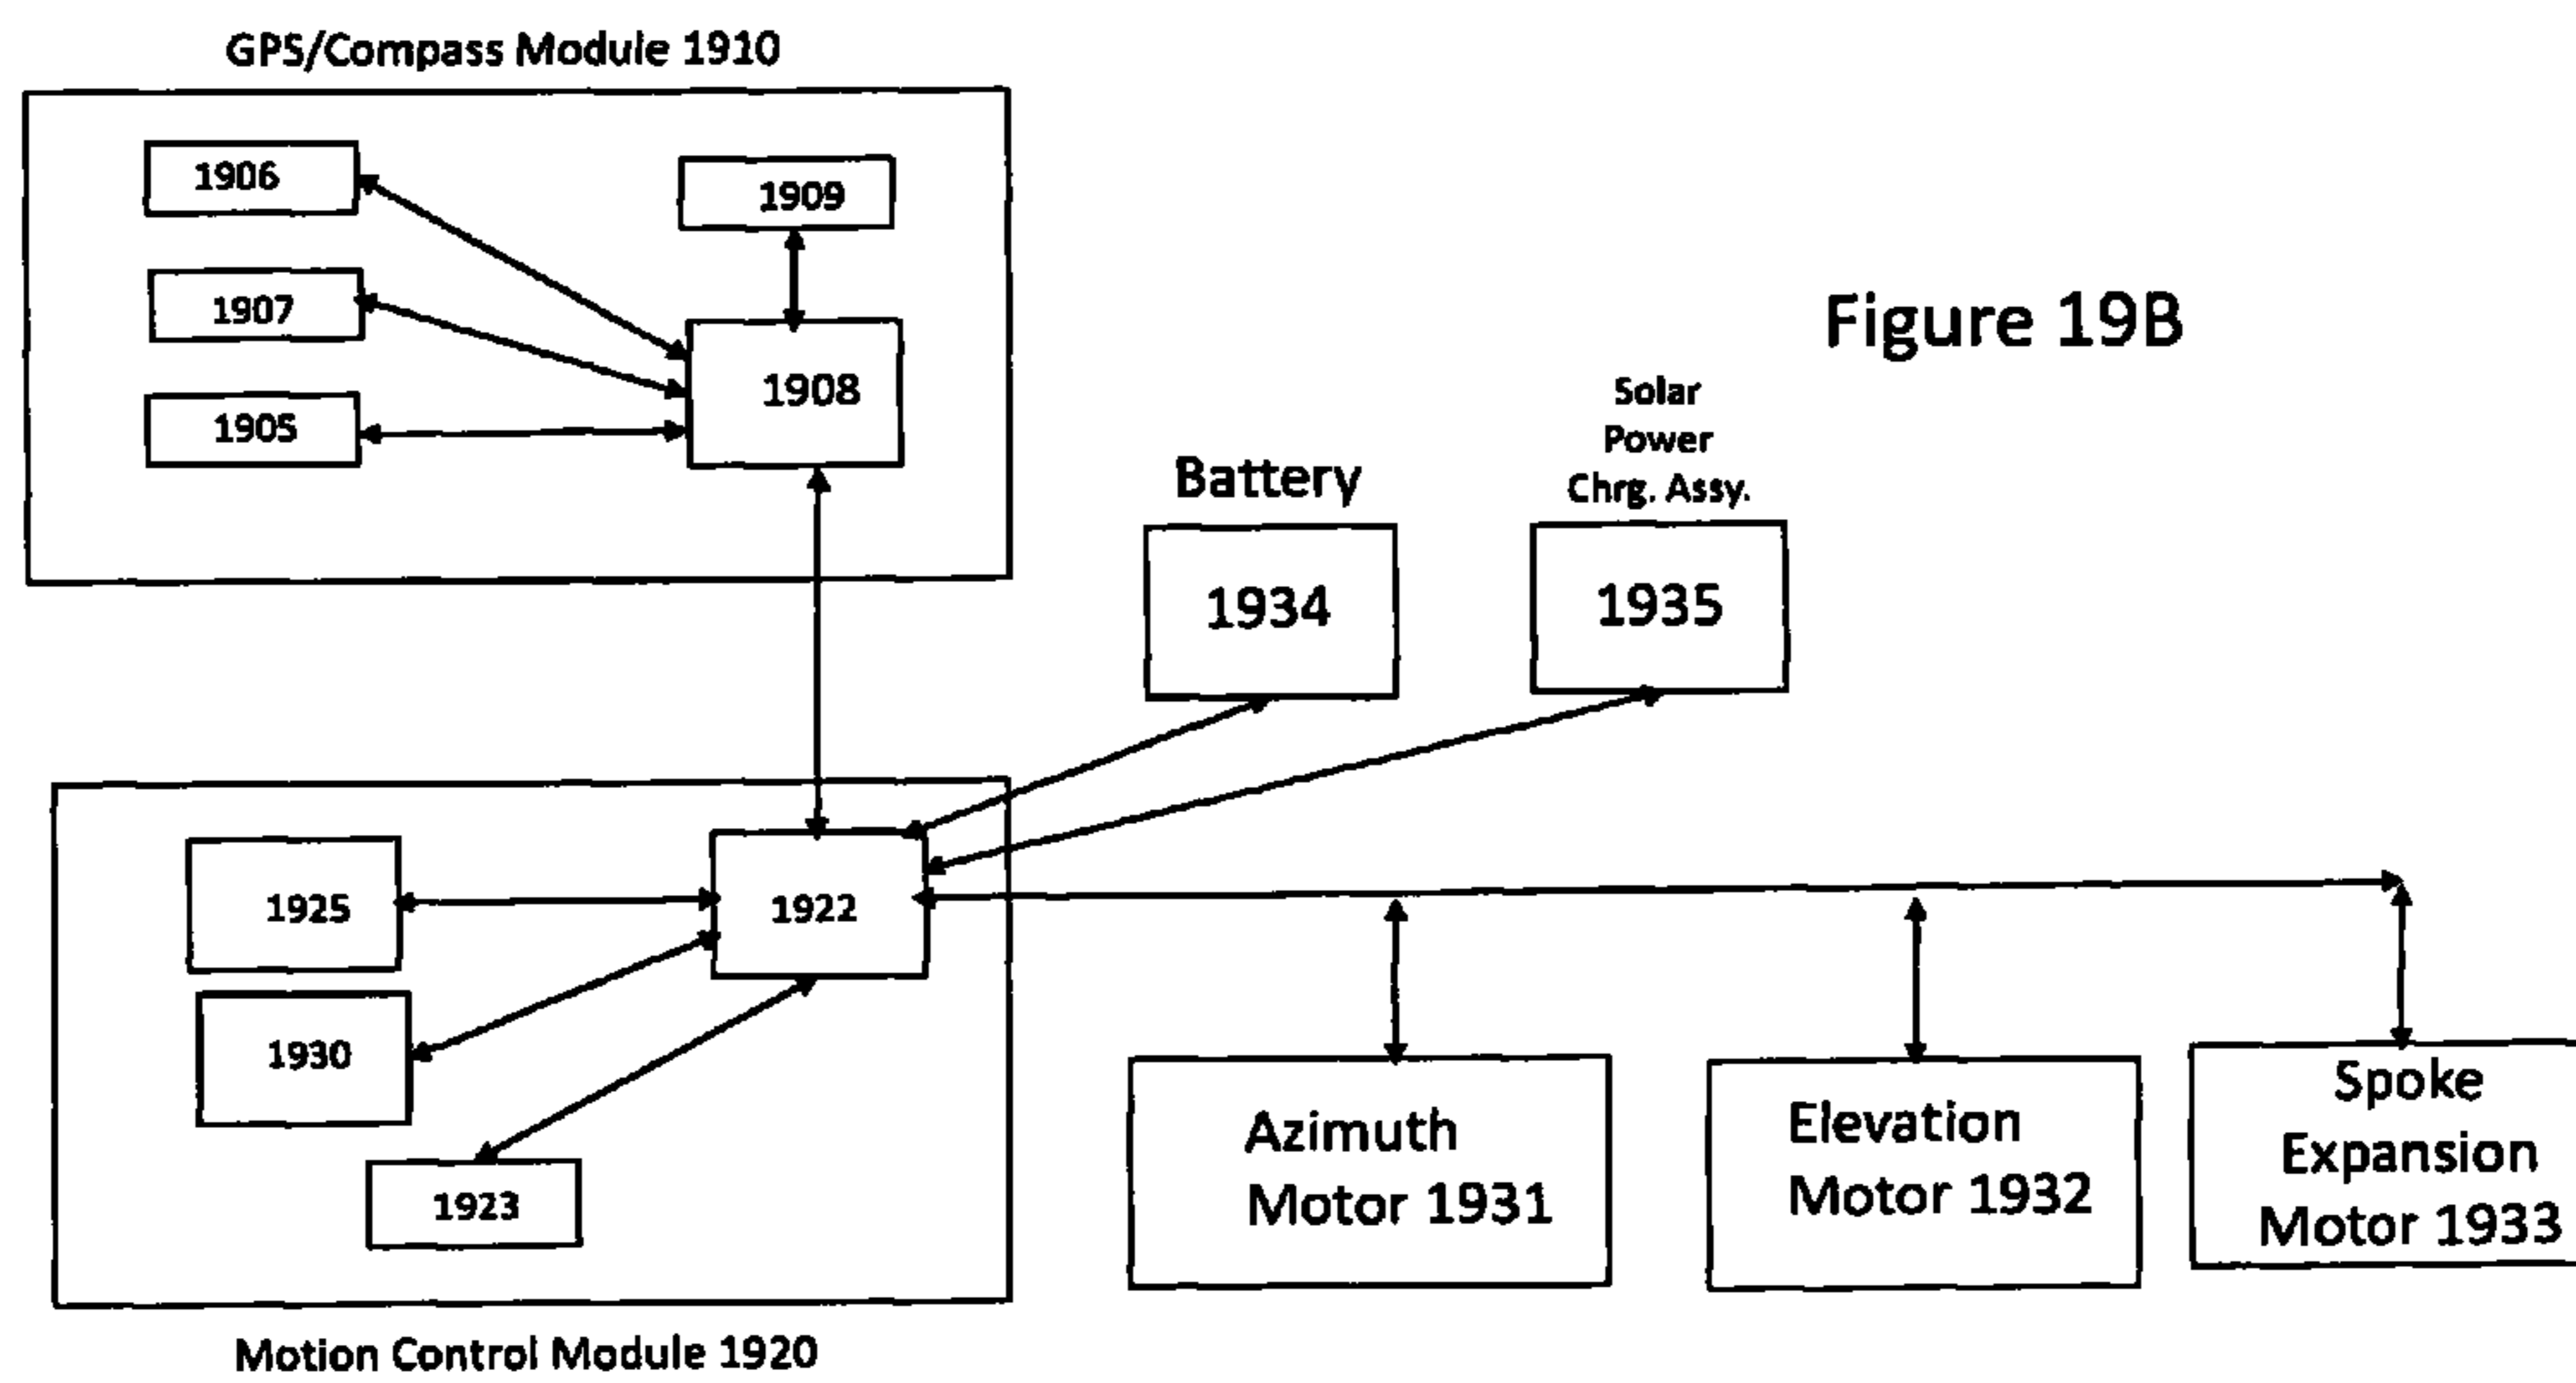 GPS/Compass Module 1910
1906
1909
1907
1908
1905
Figure 19B
Solar
Power
Chrg. Assy.
Battery
1934
1935
1925
1922
1930
1923
Azimuth
Motor 1931
Elevation
Motor 1932
Spoke
Expansion
Motor 1933
Motion Control Module 1920